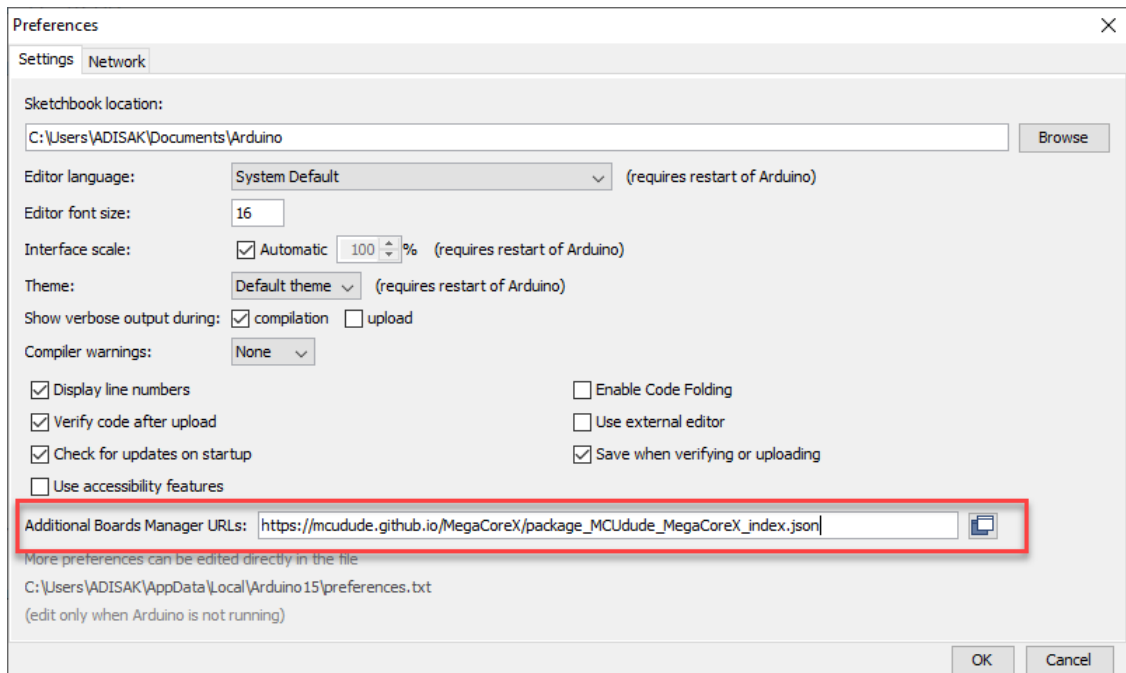 Preferences
Settings Network
Sketchbook location:
C:\Users\ADISAK\Documents\Arduino Browse
Editor language: System Default (requires restart of Arduino)
Editor font size: 16
Interface scale: Automatic 100 % (requires restart of Arduino)
Theme: Default theme (requires restart of Arduino)
Show verbose output during: compilation upload
Compiler warnings: None
Display line numbers Enable Code Folding
Verify code after upload Use external editor
Check for updates on startup Save when verifying or uploading
Use accessibility features
Additional Boards Manager URLs: https://mcudude.github.io/MegaCoreX/package_MCUdude_MegaCoreX_index.json
More preferences can be edited directly in the file
C:\Users\ADISAK\AppData\Local\Arduino15\preferences.txt
(edit only when Arduino is not running)
OK Cancel